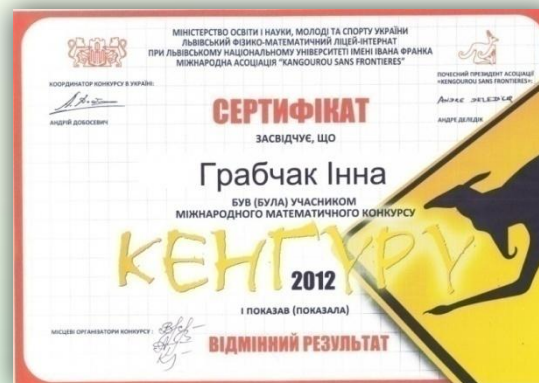 МІНІСТЕРСТВО ОСВІТИ І НАУКИ, МОЛОДІ ТА СПОРТУ УКРАЇНИ
ЛЬВІВСЬКИЙ ФІЗИКО-МАТЕМАТИЧНИЙ ЛІЦЕЙ-ІНТЕРНАТ
ПРИ ЛЬВІВСЬКОМУ НАЦІОНАЛЬНОМУ УНІВЕРСИТЕТІ ІМЕНІ ІВАНА ФРАНКА
МІЖНАРОДНА АСОЦІАЦІЯ "KANGOUROU SANS FRONTIERES"
КООРДИНАТОР КОНКУРСУ В УКРАЇНІ:
АНДРІЙ ДОБОСЕВИЧ
ПОЧЕСНИЙ ПРЕЗИДЕНТ АСОЦІАЦІЇ
«KENGOUROU SANS FRONTIERES»:
АНДРЕ ДЕЛЕДІК
СЕРТИФІКАТ
ЗАСВІДЧУЄ, ЩО
Грабчак Інна
БУВ (БУЛА) УЧАСНИКОМ
МІЖНАРОДНОГО МАТЕМАТИЧНОГО КОНКУРСУ
КЕНГУРУ
2012
І ПОКАЗАВ (ПОКАЗАЛА)
МІСЦЕВІ ОРГАНІЗАТОРИ КОНКУРСУ :
ВІДМІННИЙ РЕЗУЛЬТАТ